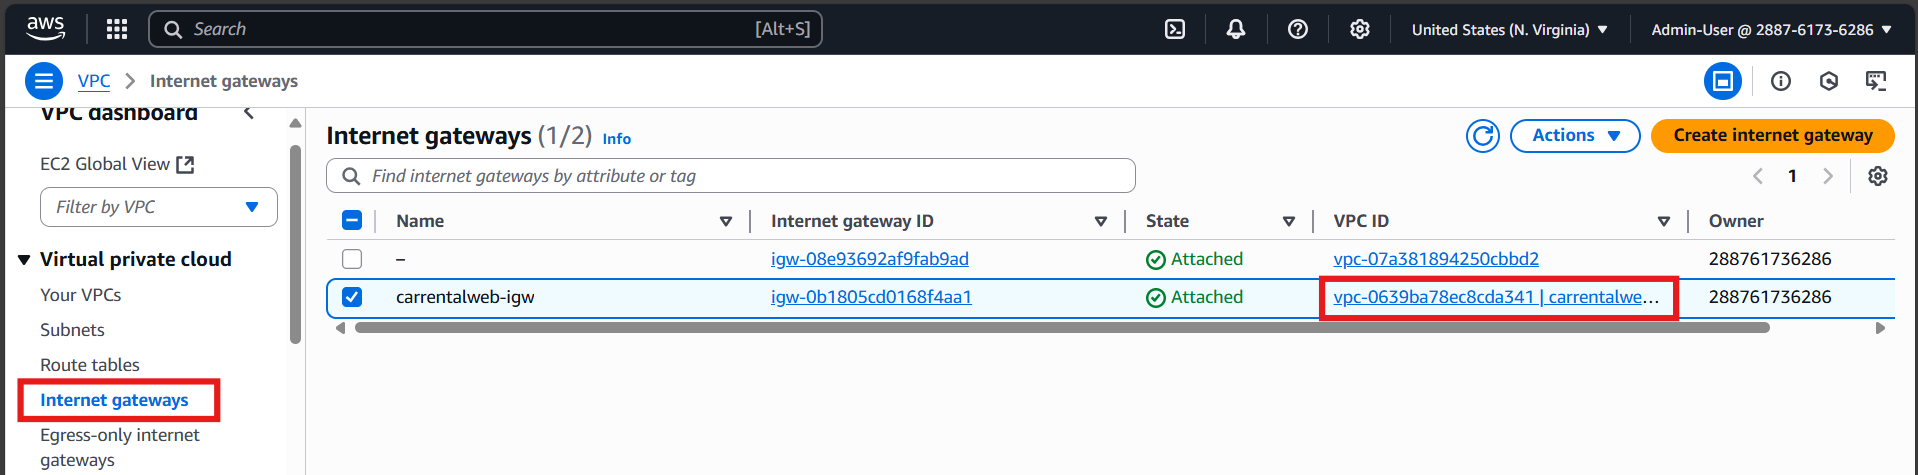 aws Search [Alt+S] United States (N. Virginia) Admin-User @ 2887-6173-6286
VPC Internet gateways
VPC dashboard
EC2 Global View
Filter by VPC
Virtual private cloud
Your VPCs
Subnets
Route tables
Internet gateways
Egress-only internet
gateways
Internet gateways (1/2) Info
Actions
Create internet gateway
Find internet gateways by attribute or tag
1
Name Internet gateway ID State VPC ID Owner
– igw-08e93692af9fab9ad Attached vpc-07a381894250cbbd2 288761736286
carrentalweb-igw igw-0b1805cd0168f4aa1 Attached vpc-0639ba78ec8cda341 | carrentalwe... 288761736286